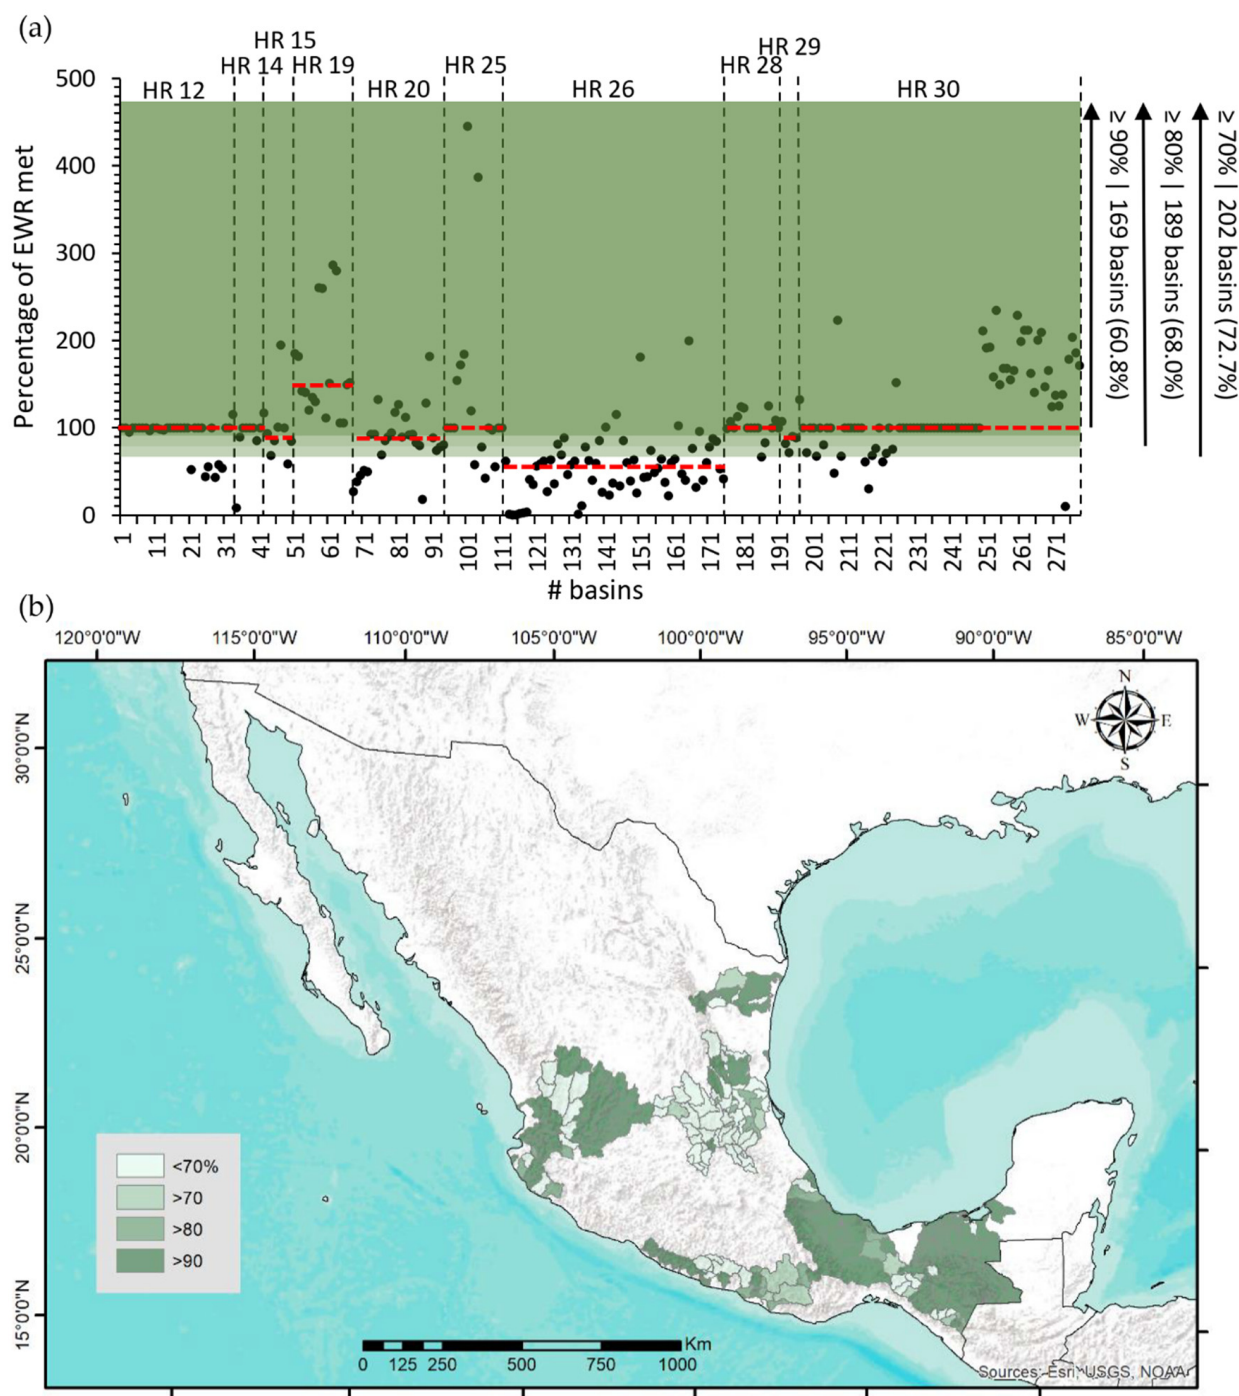 (a)
HR 15
HR 29
HR 14
HR 19
HR 25
HR 28
HR 12
HR 20
HR 26
HR 30
500
400
300
200
100
0
Percentage of EWR met
≥ 90% | 169 basins (60.8%)
≥ 80% | 189 basins (68.0%)
≥ 70% | 202 basins (72.7%)
1 11 21 31 41 51 61 71 81 91 101 111 121 131 141 151 161 171 181 191 201 211 221 231 241 251 261 271
# basins
(b)
120°0'0"W 115°0'0"W 110°0'0"W 105°0'0"W 100°0'0"W 95°0'0"W 90°0'0"W 85°0'0"W
N
W E
S
30°0'0"N
25°0'0"N
20°0'0"N
15°0'0"N
<70%
>70
>80
>90
Km
0 125 250 500 750 1000
Sources: Esri, USGS, NOAA